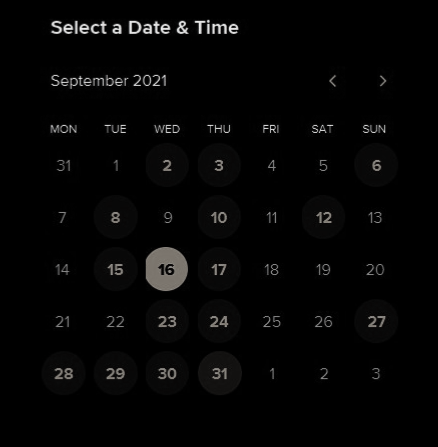 Select a Date & Time
September 2021
MON TUE WED THU FRI SAT SUN
31 1 2 3 4 5 6
7 8 9 10 11 12 13
14 15 16 17 18 19 20
21 22 23 24 25 26 27
28 29 30 31 1 2 3